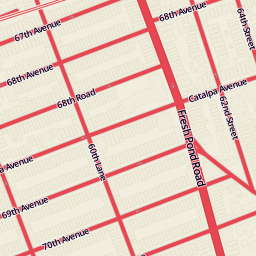 68th Avenue
64th Street
67th Avenue
68th Avenue
Catalpa Avenue
68th Road
62nd Street
Fresh Pond Road
Avenue
60th Lane
69th Avenue
70th Avenue